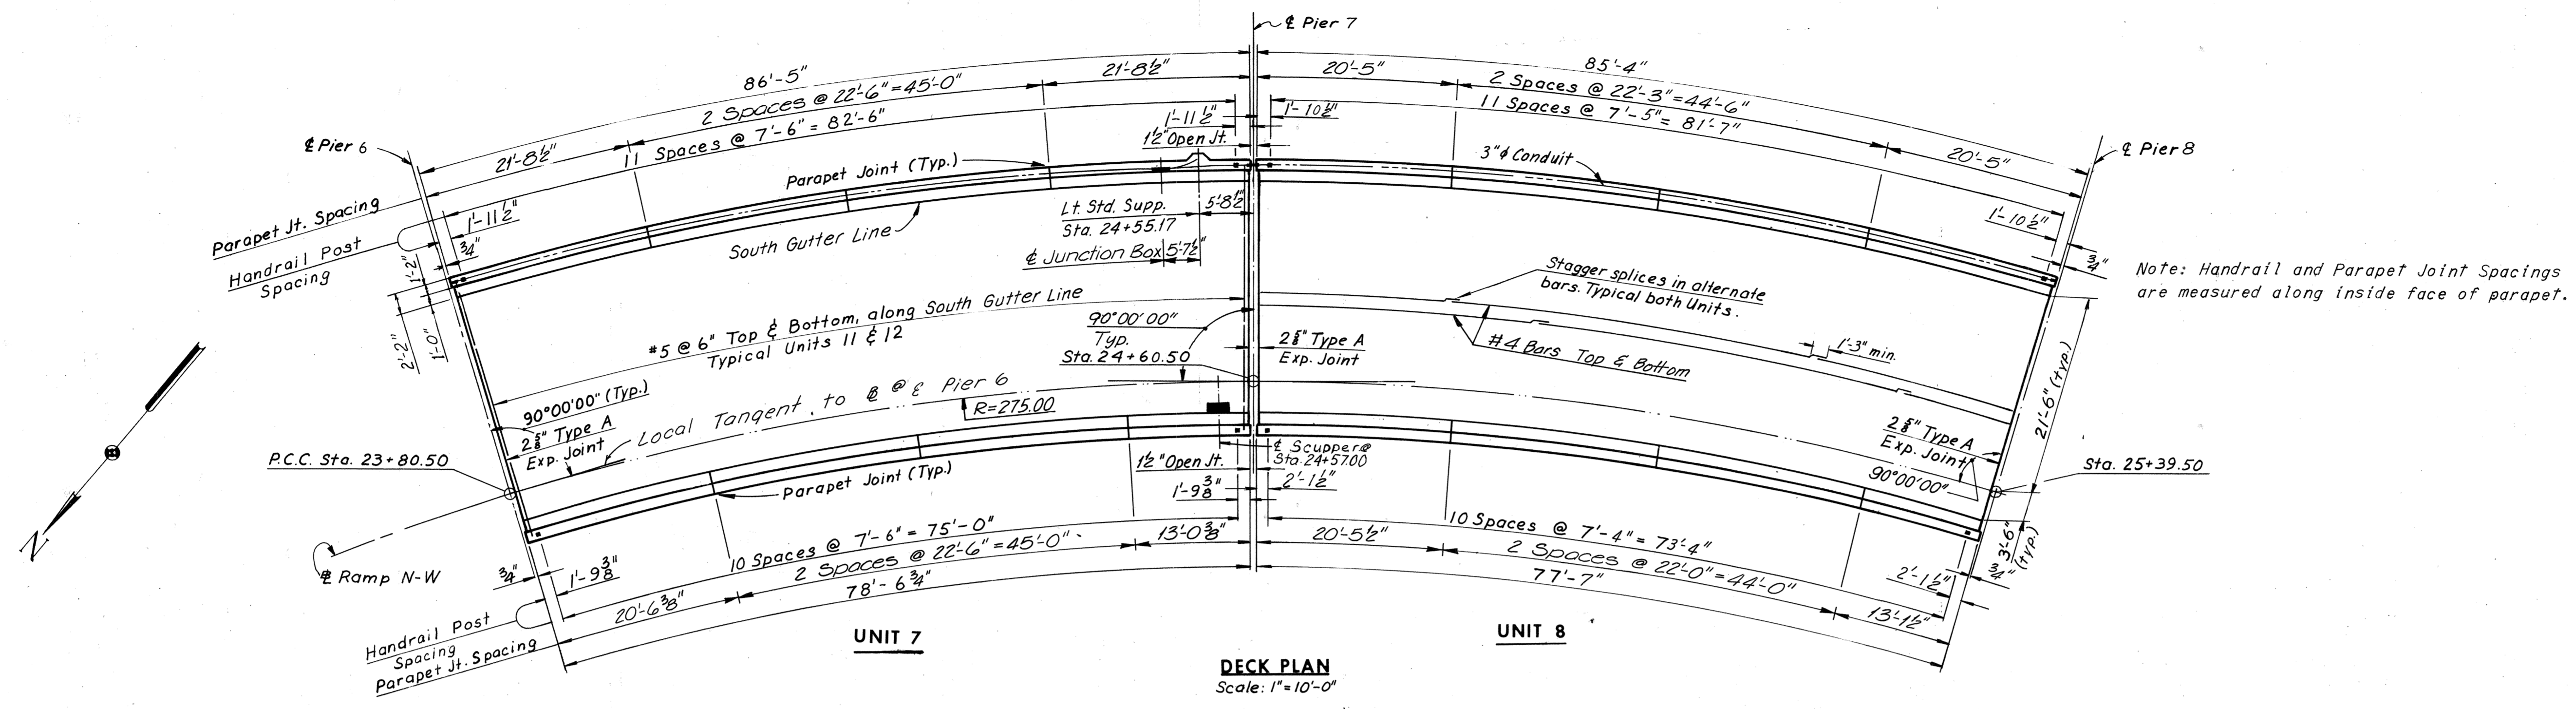 ℄ Pier 7
86'-5"
85'-4"
21'-8½"
20'-5"
2 Spaces @ 22'-6"=45'-0"
2 Spaces @ 22'-3"=44'-6"
11 Spaces @ 7'-6" = 82'-6"
11 Spaces @ 7'-5" = 81'-7"
1'-11½"
1'-10½"
1½" Open Jt.
℄ Pier 6
21'-8½"
20'-5"
℄ Pier 8
Parapet Joint (Typ.)
3"φ Conduit
Parapet Jt. Spacing
Handrail Post
Spacing
1'-11½"
¾"
1'-2"
2'-2"
1'-0"
South Gutter Line
Lt. Std. Supp.
Sta. 24+55.17
5'-8½"
℄ Junction Box
5'-7½"
1'-10½"
¾"
Note: Handrail and Parapet Joint Spacings
are measured along inside face of parapet.
Stagger splices in alternate
bars. Typical both Units.
#5 @ 6" Top & Bottom, along South Gutter Line
Typical Units 11 & 12
90°00'00"
Typ.
Sta. 24+60.50
2⅝" Type A
Exp. Joint
#4 Bars Top & Bottom
1'-3" min.
21'-6" (typ.)
90°00'00" (Typ.)
2⅝" Type A
Exp. Joint
Local Tangent to ℄ @ ℄ Pier 6
R=275.00
2⅝" Type A
Exp. Joint
90°00'00"
P.C.C. Sta. 23+80.50
Sta. 25+39.50
Parapet Joint (Typ.)
1½" Open Jt.
℄ Scupper @
Sta. 24+57.00
1'-9⅜"
2'-1½"
℄ Ramp N-W
N
10 Spaces @ 7'-6" = 75'-0"
13'-0⅜"
20'-5½"
10 Spaces @ 7'-4" = 73'-4"
3'-6"
(typ.)
¾"
1'-9⅜"
2 Spaces @ 22'-6"=45'-0"
2 Spaces @ 22'-0"=44'-0"
2'-1½"
¾"
20'-6⅜"
78'-6¾"
77'-7"
13'-1½"
Handrail Post
Spacing
Parapet Jt. Spacing
UNIT 7
UNIT 8
DECK PLAN
Scale: 1"=10'-0"